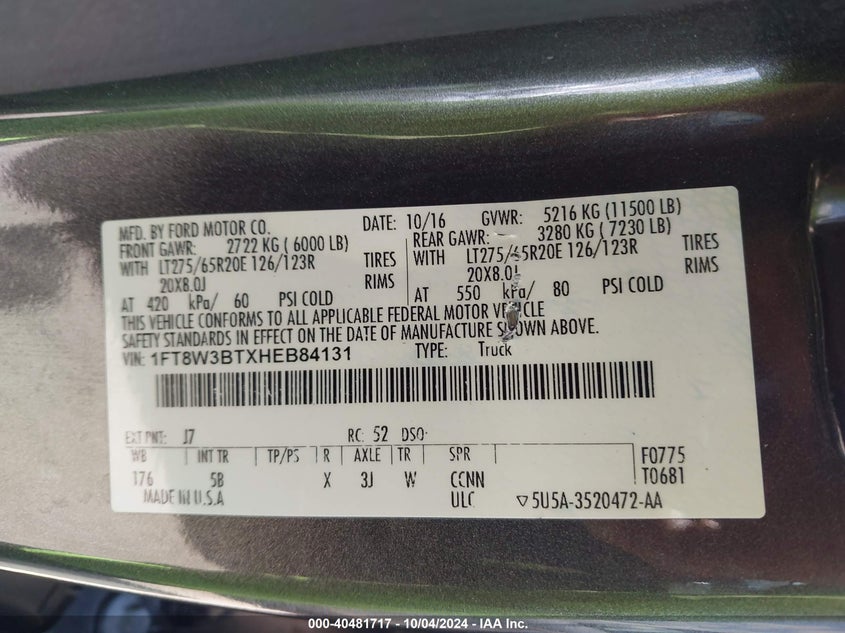 MFD. BY FORD MOTOR CO. DATE: 10/16 GVWR: 5216 KG (11500 LB)
FRONT GAWR: 2722 KG (6000 LB) REAR GAWR: 3280 KG (7230 LB)
WITH LT275/65R20E 126/123R TIRES WITH LT275/65R20E 126/123R TIRES
20X8.0J RIMS 20X8.0J RIMS
AT 420 kPa/ 60 PSI COLD AT 550 kPa/ 80 PSI COLD
THIS VEHICLE CONFORMS TO ALL APPLICABLE FEDERAL MOTOR VEHICLE
SAFETY STANDARDS IN EFFECT ON THE DATE OF MANUFACTURE SHOWN ABOVE.
VIN: 1FT8W3BTXHEB84131 TYPE: Truck
EXT PNT: J7 RC: 52 DSO:
WB INT TR TP/PS R AXLE TR SPR F0775
176 5B X 3J W CCNN T0681
MADE IN U.S.A ULC ▽5U5A-3520472-AA
000-40481717 - 10/04/2024 - IAA Inc.